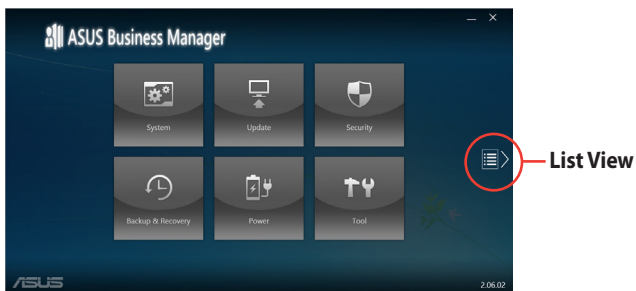 ASUS Business Manager
System
Update
Security
List View
Backup & Recovery
Power
Tool
ASUS
2.06.02